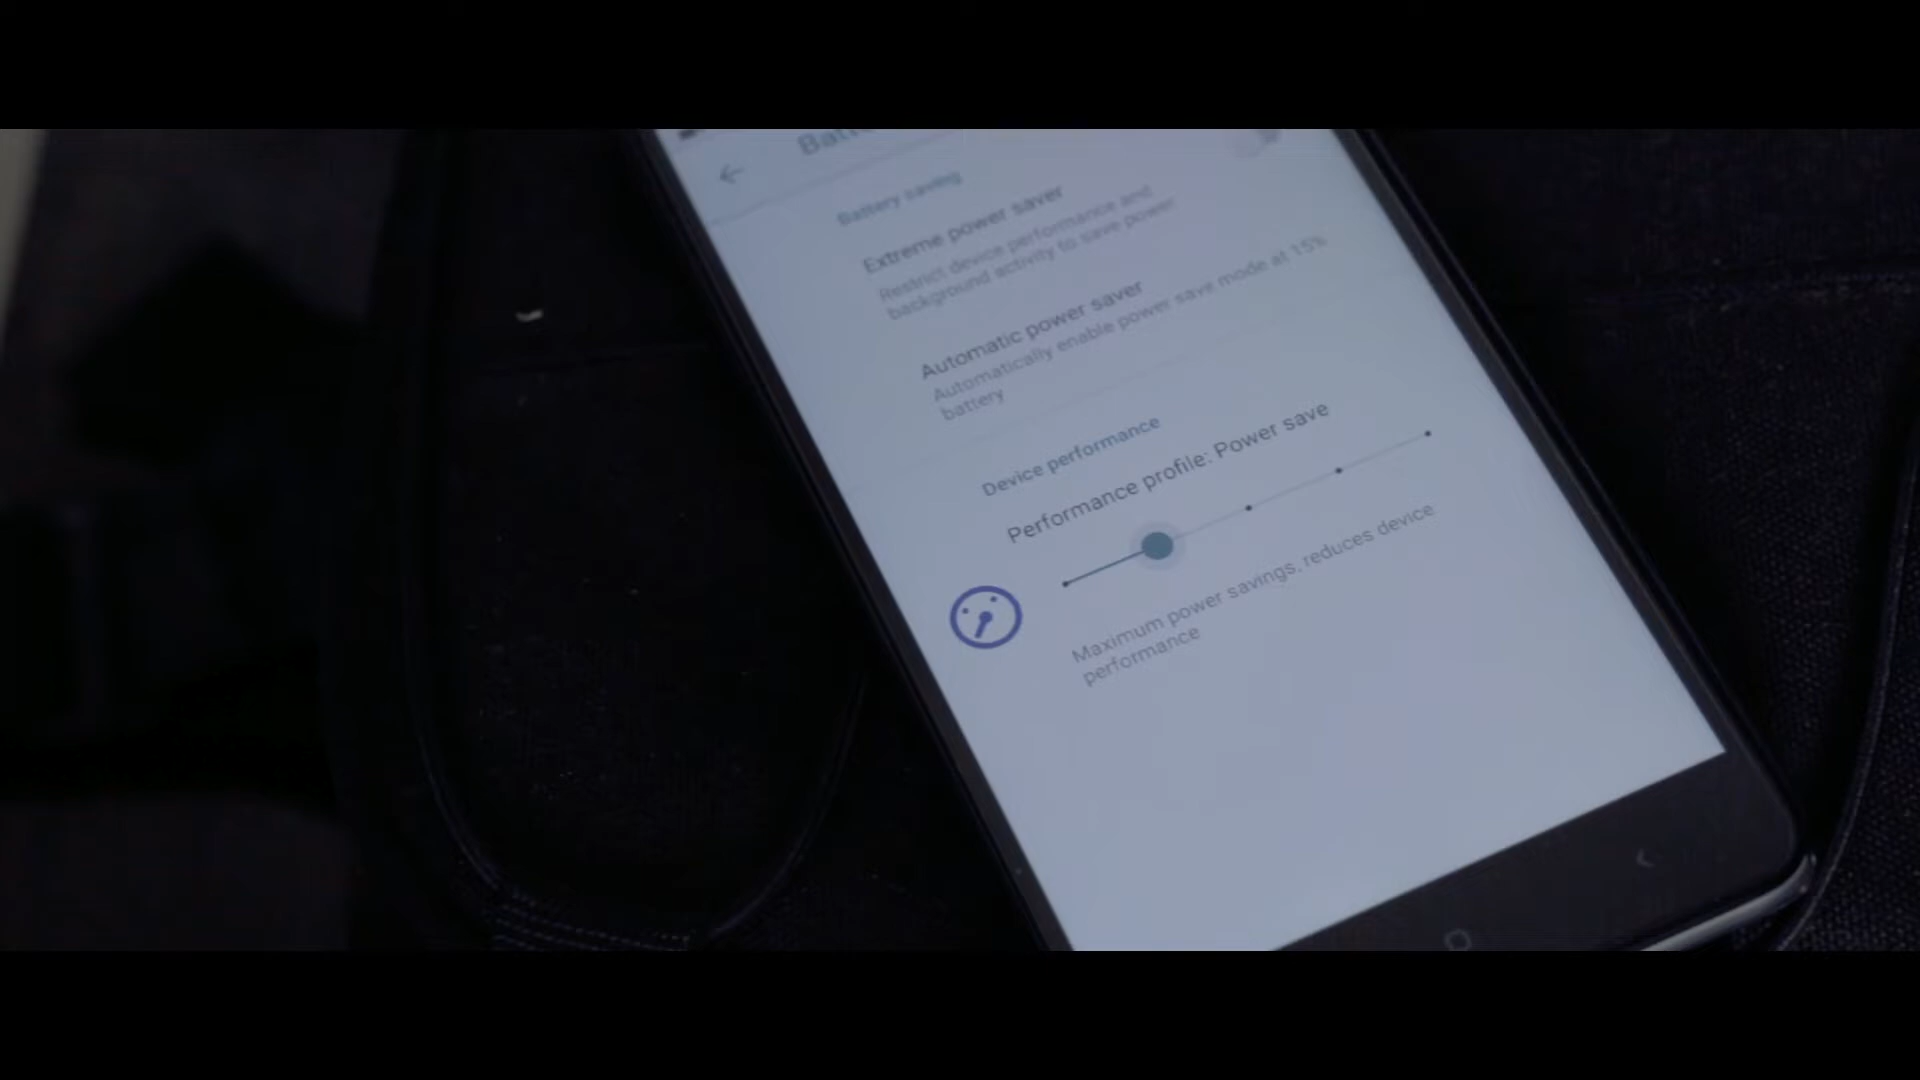 Battery saving
Extreme power saver
Restrict device performance and
background activity to save power
Automatic power saver
Automatically enable power save mode at 15%
battery
Device performance
Performance profile: Power save
Maximum power savings, reduces device
performance